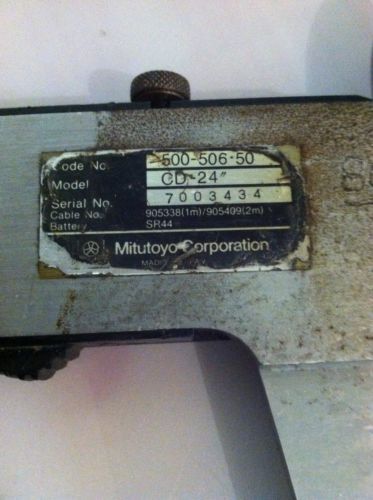 Code No. 500-506-50
Model CD-24"
Serial No. 7003434
Cable No. 905338(1m)/905409(2m)
Battery SR44
Mitutoyo Corporation
MADE